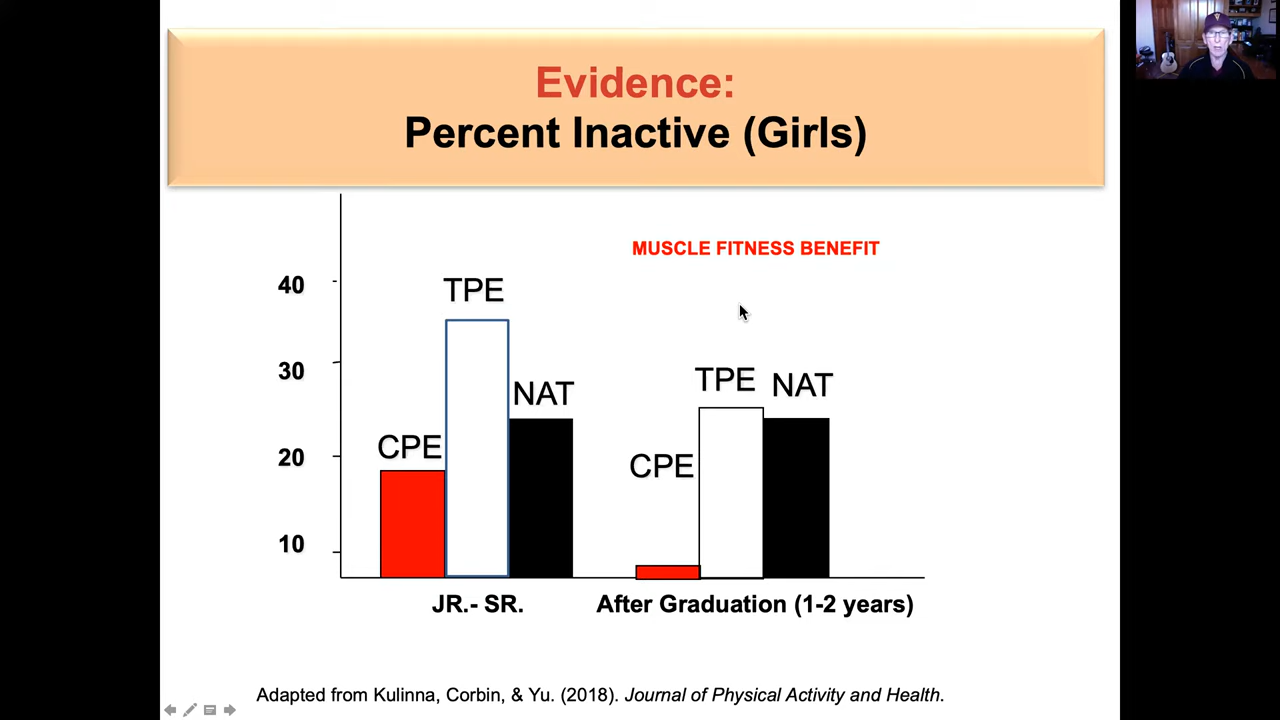 Evidence:
Percent Inactive (Girls)
MUSCLE FITNESS BENEFIT
40
30
20
10
TPE
NAT
CPE
TPE
NAT
CPE
JR.- SR.
After Graduation (1-2 years)
Adapted from Kulinna, Corbin, & Yu. (2018). Journal of Physical Activity and Health.